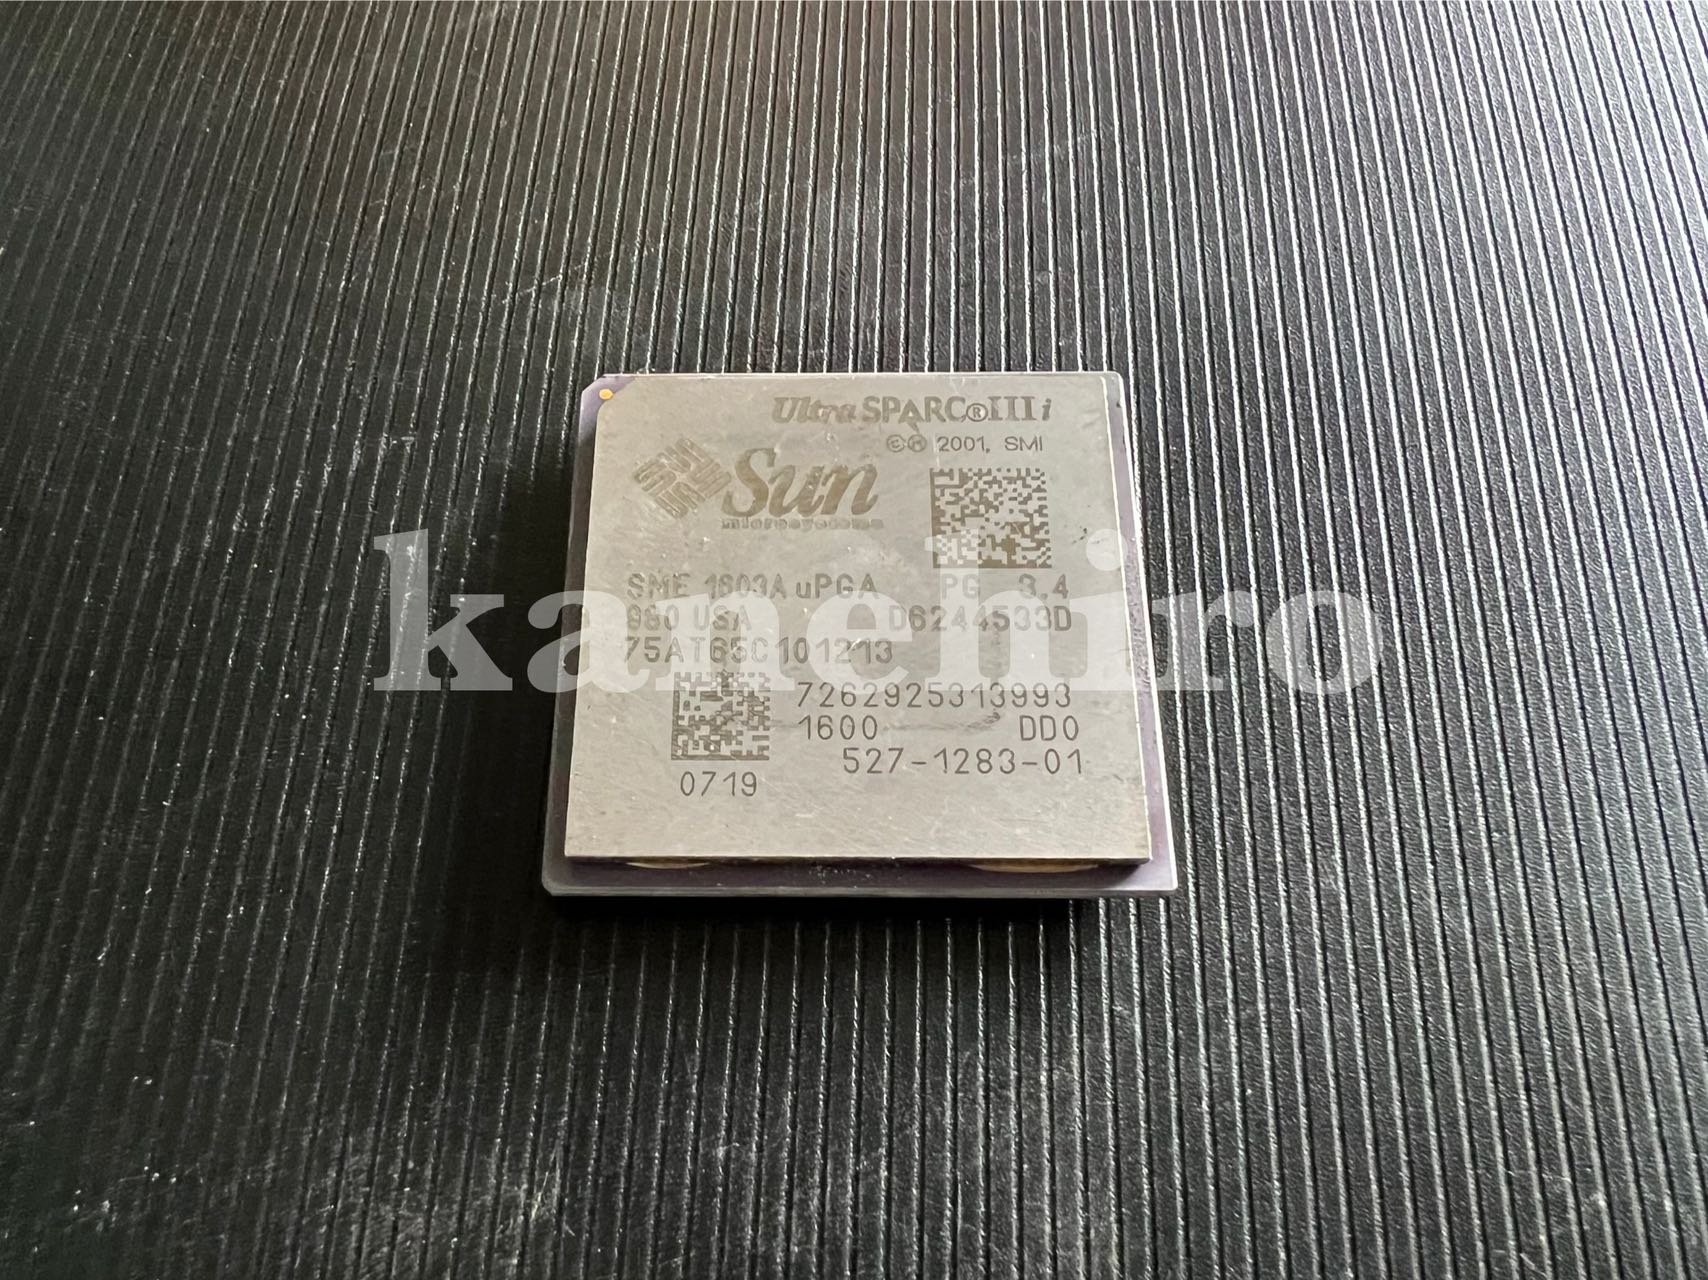 UltraSPARC®IIIi
©Ⓜ 2001, SMI
Sun
microsystems
SME 1603A uPGA PG 3.4
980 USA D6244533D
75AT65C101213
7262925313993
1600 DD0
527-1283-01
0719
kanehiro